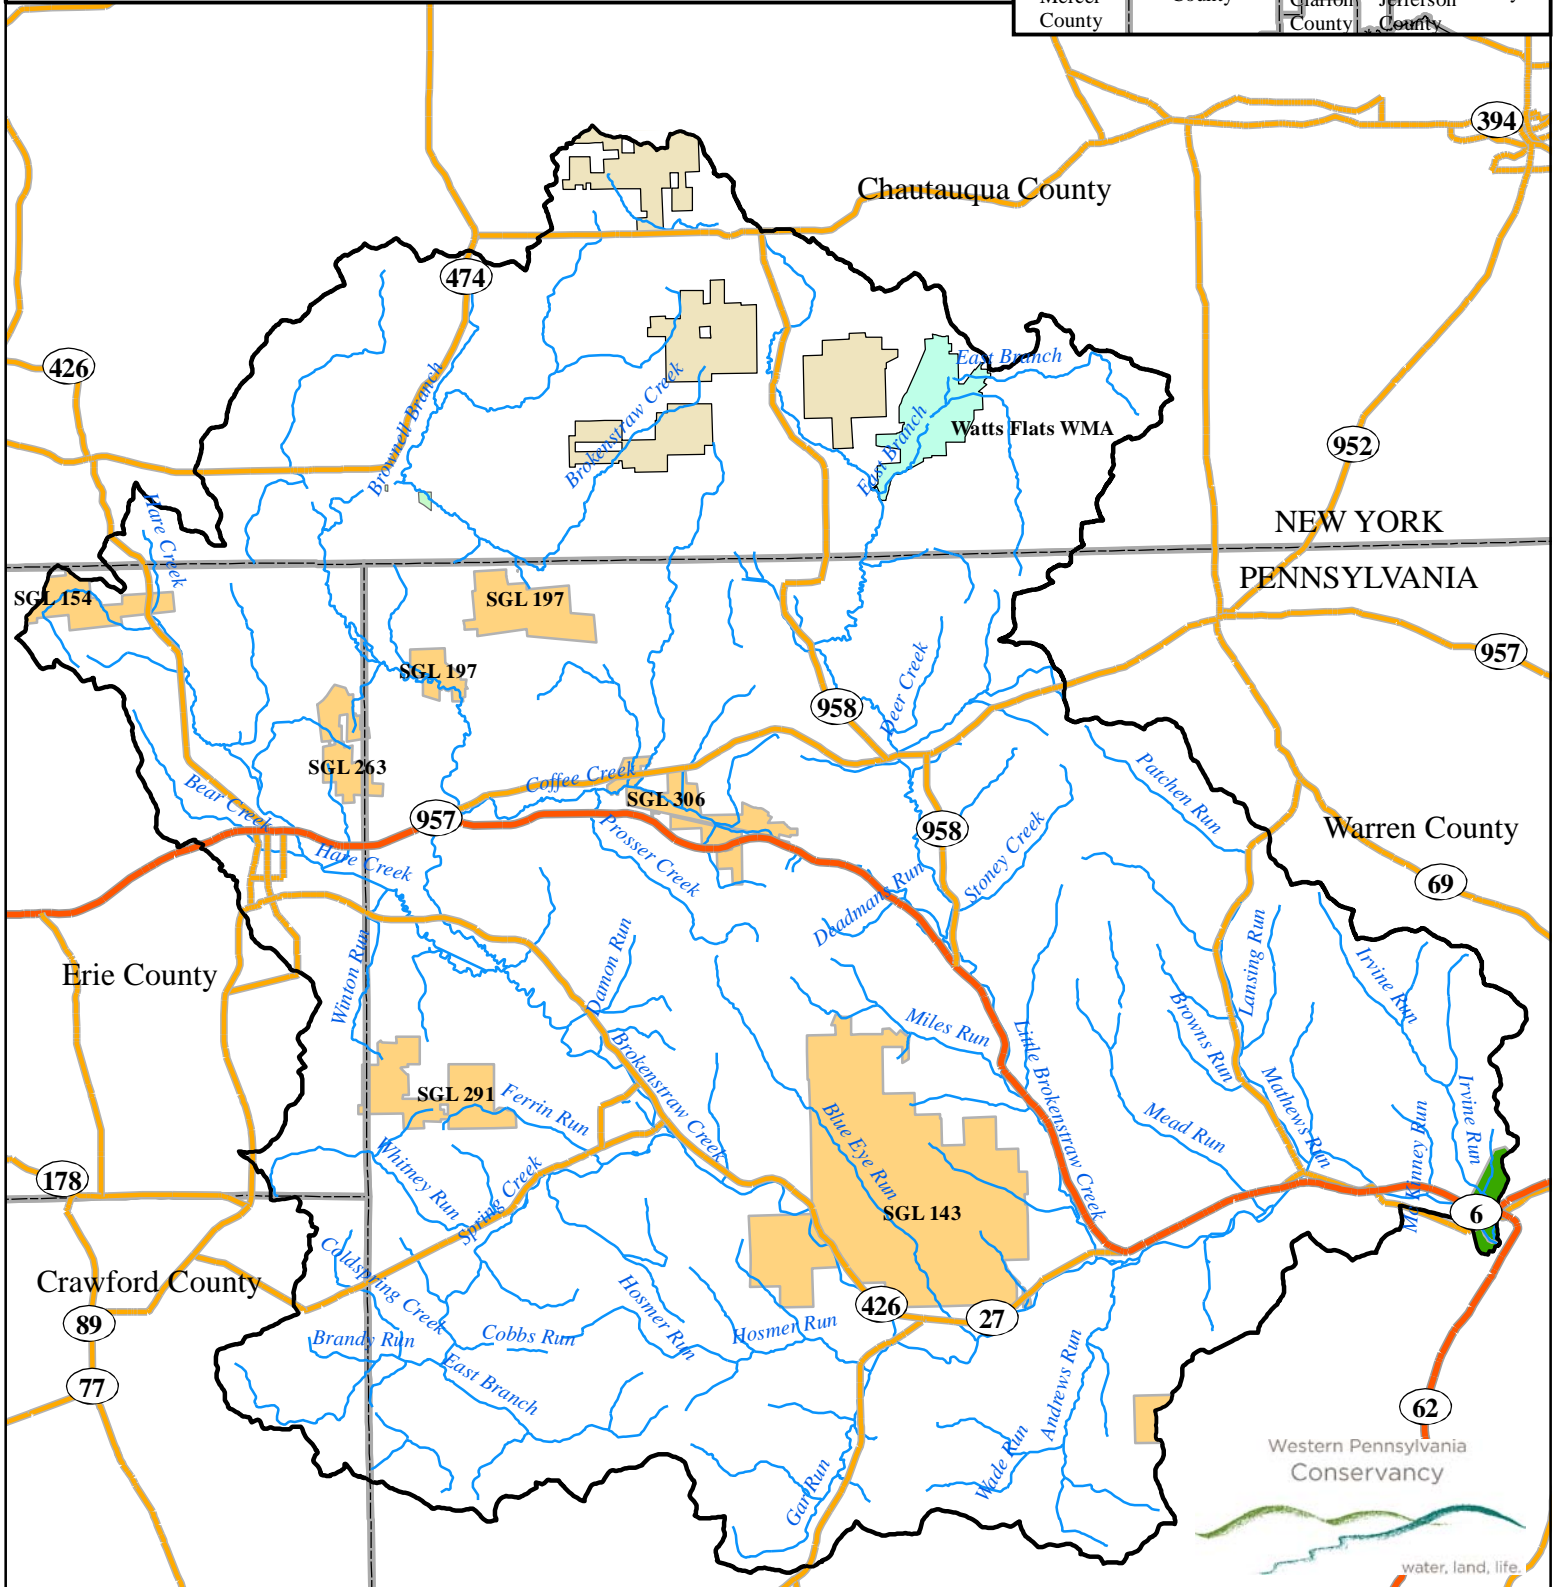 County
County
County
394
Chautauqua County
474
426
East Branch
Brownell Branch
Brokenstraw Creek
Watts Flats WMA
East Branch
952
Hare Creek
NEW YORK
PENNSYLVANIA
SGL 154
SGL 197
957
SGL 197
Deer Creek
958
SGL 263
Coffee Creek
Patchen Run
Bear Creek
SGL 306
957
958
Warren County
Prosser Creek
Stoney Creek
Hare Creek
69
Deadmans Run
Erie County
Winton Run
Damon Run
Lansing Run
Irvine Run
Miles Run
Browns Run
Little Brokenstraw Creek
Brokenstraw Creek
SGL 291
Ferrin Run
Blue Eye Run
Mead Run
Mathews Run
McKinney Run
Irvine Run
Whitney Run
178
Spring Creek
SGL 143
6
Coldspring Creek
Crawford County
Hosmer Run
426
27
89
Brandy Run
Cobbs Run
Hosmer Run
East Branch
Andrews Run
77
62
Wade Run
Gar Run
Western Pennsylvania
Conservancy
water, land, life.